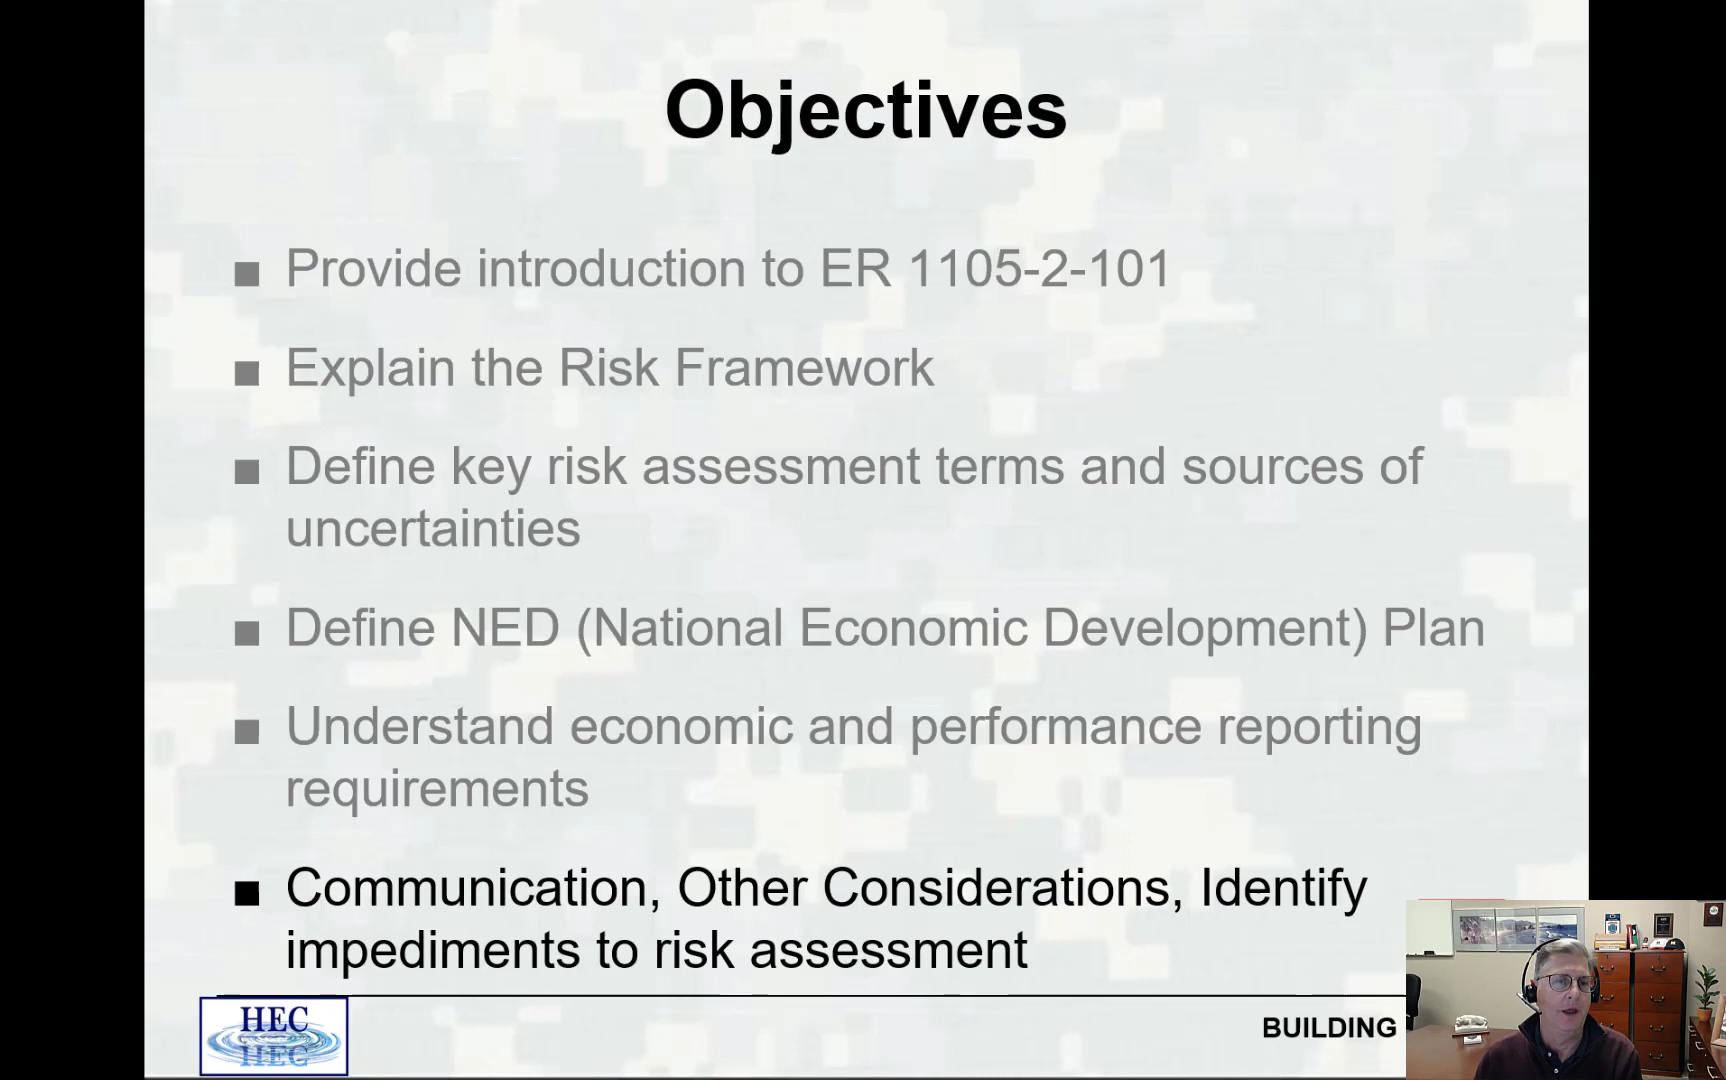 Objectives
■ Provide introduction to ER 1105-2-101
■ Explain the Risk Framework
■ Define key risk assessment terms and sources of
uncertainties
■ Define NED (National Economic Development) Plan
■ Understand economic and performance reporting
requirements
■ Communication, Other Considerations, Identify
impediments to risk assessment
HEC
BUILDING